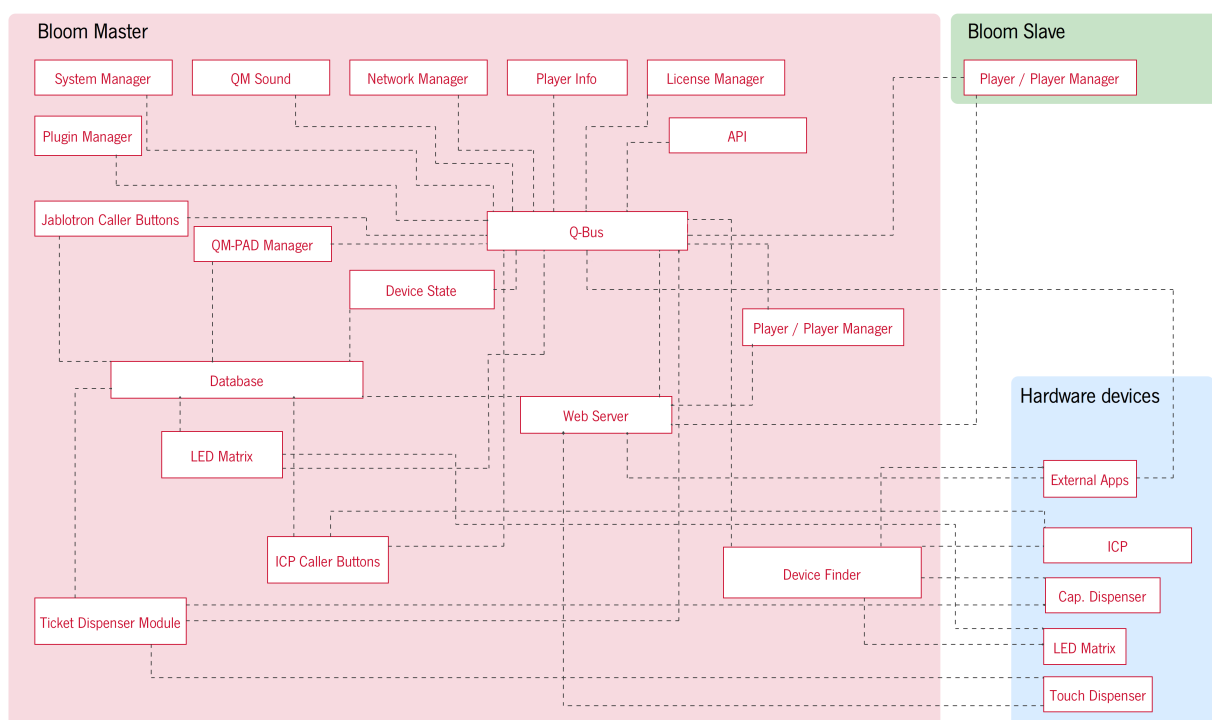 Bloom Master
Bloom Slave
System Manager
QM Sound
Network Manager
Player Info
License Manager
Player / Player Manager
Plugin Manager
API
Jablotron Caller Buttons
Q-Bus
QM-PAD Manager
Device State
Player / Player Manager
Database
Hardware devices
Web Server
LED Matrix
External Apps
ICP
ICP Caller Buttons
Device Finder
Cap. Dispenser
Ticket Dispenser Module
LED Matrix
Touch Dispenser